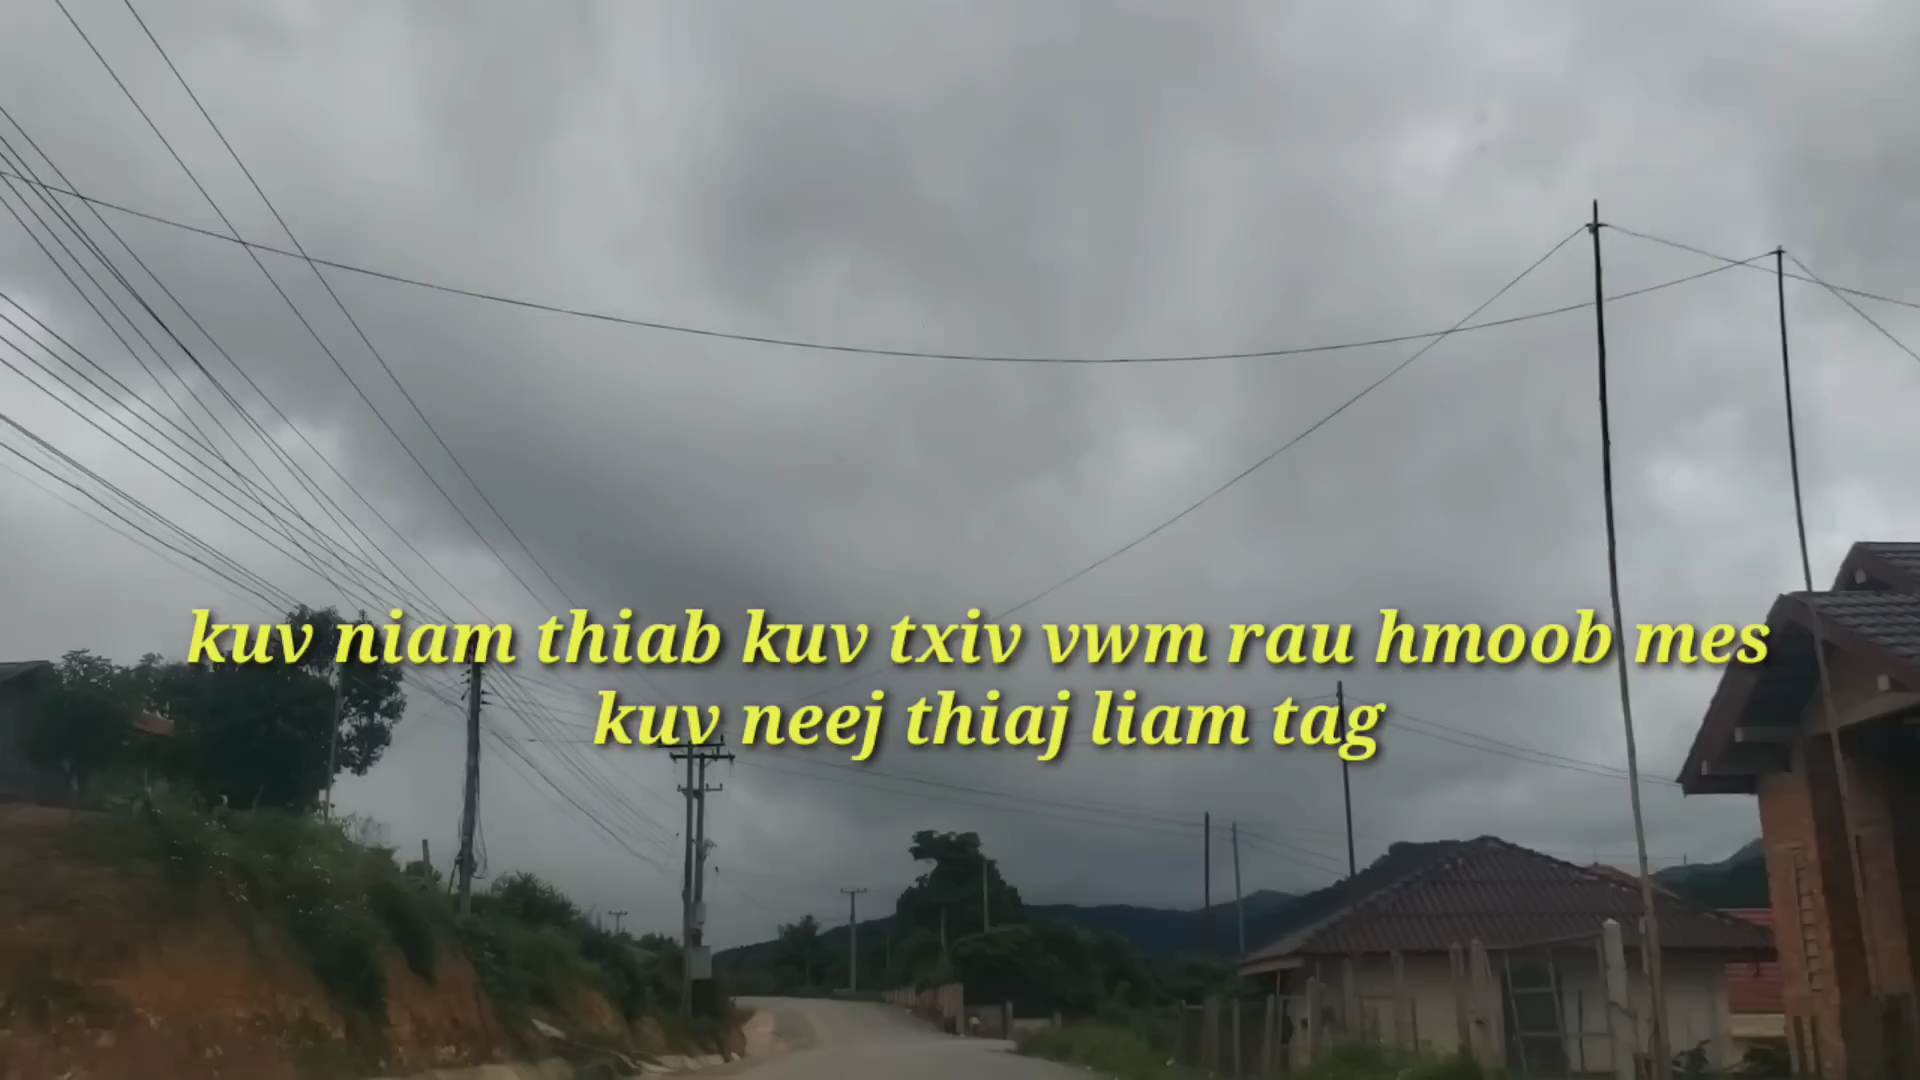 kuv niam thiab kuv txiv vwm rau hmoob mes
kuv neej thiaj liam tag